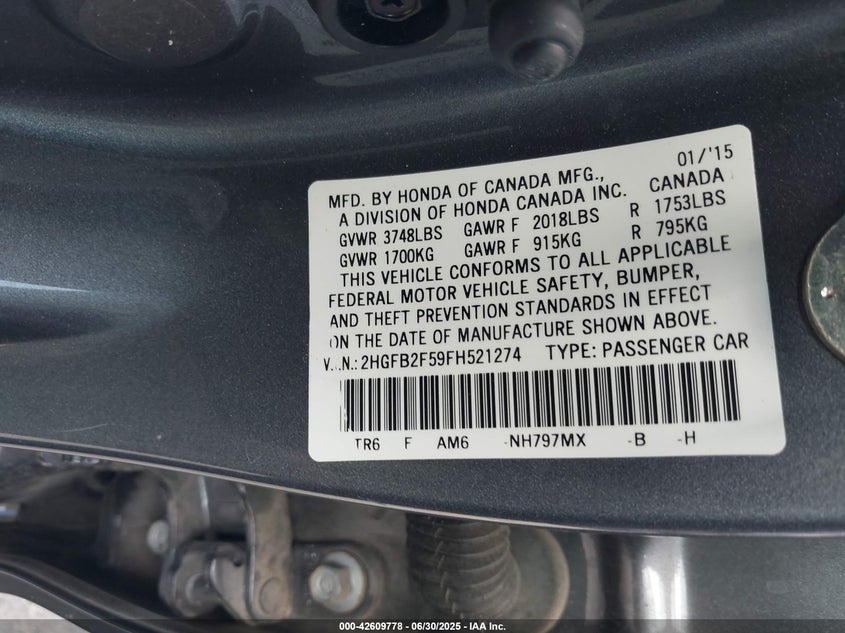 01/'15
MFD. BY HONDA OF CANADA MFG., CANADA
A DIVISION OF HONDA CANADA INC.
GVWR 3748LBS GAWR F 2018LBS R 1753LBS
GVWR 1700KG GAWR F 915KG R 795KG
THIS VEHICLE CONFORMS TO ALL APPLICABLE
FEDERAL MOTOR VEHICLE SAFETY, BUMPER,
AND THEFT PREVENTION STANDARDS IN EFFECT
ON THE DATE OF MANUFACTURE SHOWN ABOVE.
V.I.N.: 2HGFB2F59FH521274 TYPE: PASSENGER CAR
TR6 F AM6 -NH797MX -B -H
000-42609778 - 06/30/2025 - IAA Inc.